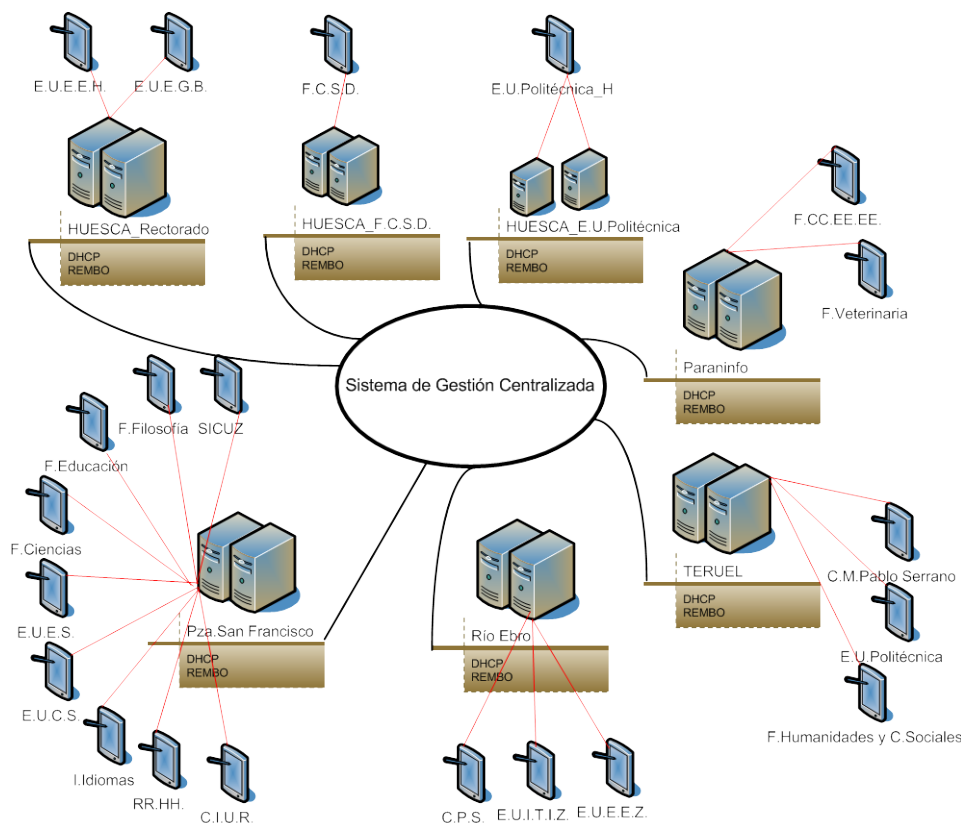 E.U.E.E.H.
E.U.E.G.B.
F.C.S.D.
E.U.Politécnica_H
HUESCA_Rectorado
DHCP
REMBO
HUESCA_F.C.S.D.
DHCP
REMBO
HUESCA_E.U.Politécnica
DHCP
REMBO
F.CC.EE.EE.
F.Veterinaria
Paraninfo
DHCP
REMBO
Sistema de Gestión Centralizada
F.Filosofía
SICUZ
F.Educación
F.Ciencias
E.U.E.S.
E.U.C.S.
I.Idiomas
RR.HH.
C.I.U.R.
Pza.San Francisco
DHCP
REMBO
Río Ebro
DHCP
REMBO
C.P.S.
E.U.I.T.I.Z.
E.U.E.E.Z.
TERUEL
DHCP
REMBO
C.M.Pablo Serrano
E.U.Politécnica
F.Humanidades y C.Sociales